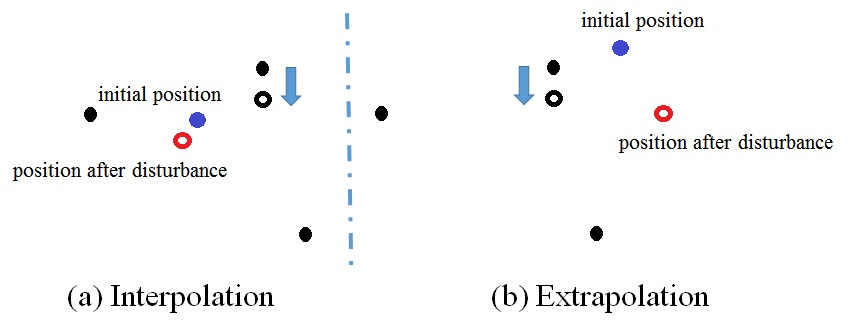 initial position
position after disturbance
(a) Interpolation
initial position
position after disturbance
(b) Extrapolation